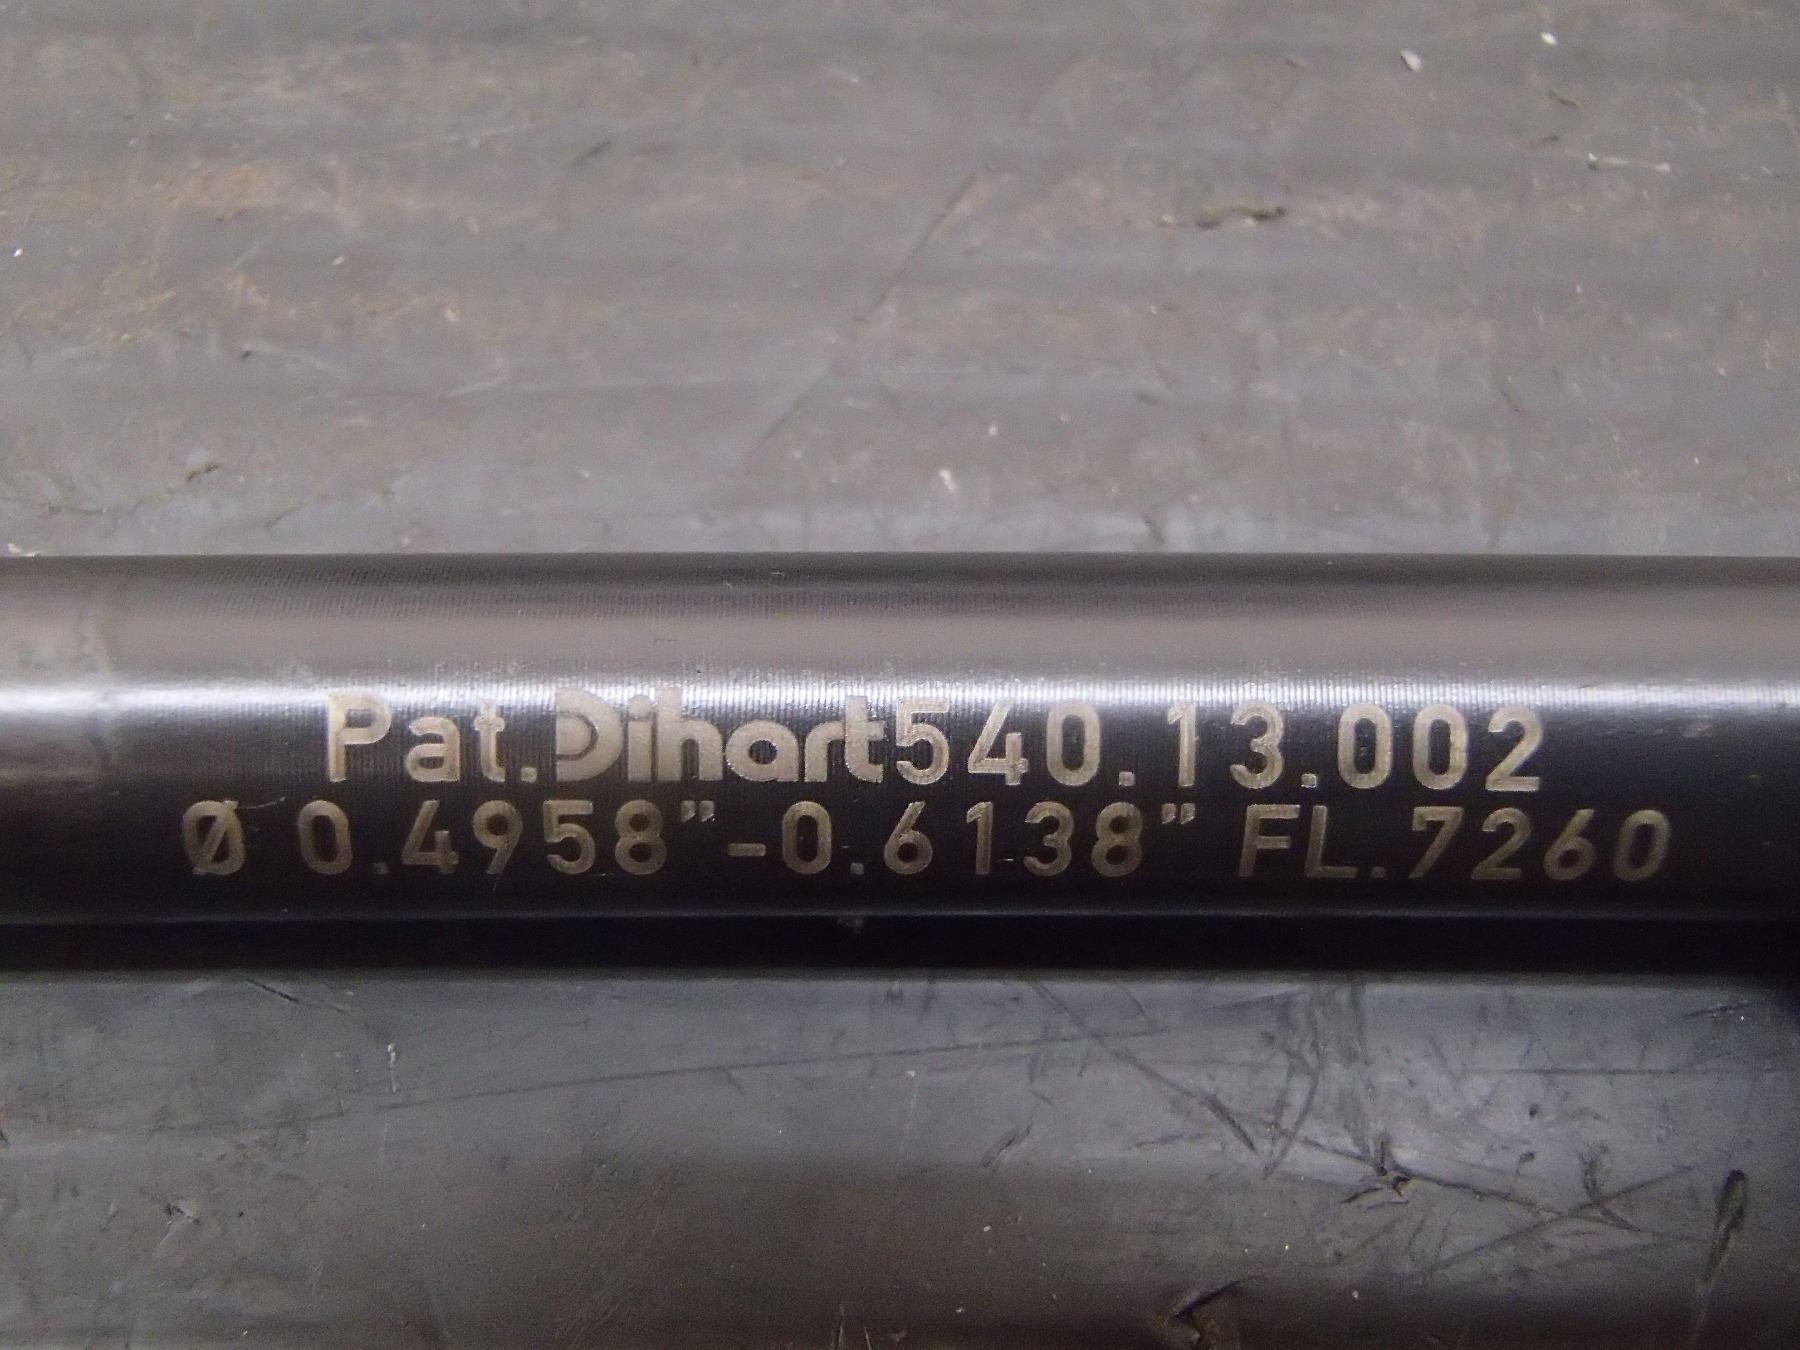 Pat.Dihart540.13.002
Ø 0.4958”-0.6138” FL.7260